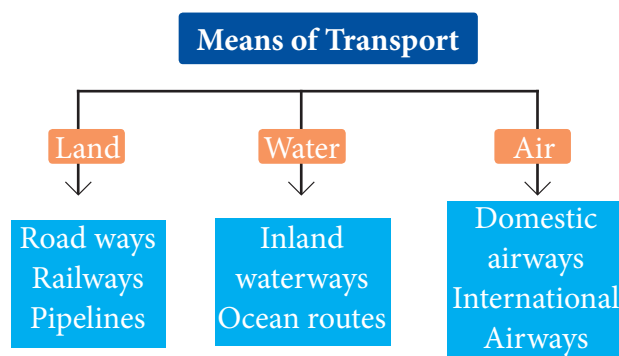 Means of Transport
Land
Water
Air
Road ways
Railways
Pipelines
Inland
waterways
Ocean routes
Domestic
airways
International
Airways